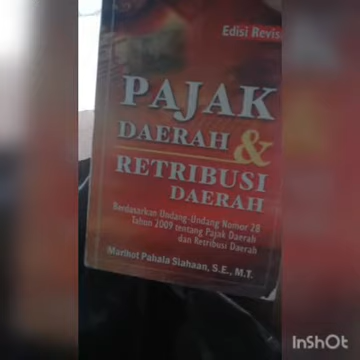 Edisi Revisi
PAJAK
DAERAH &
RETRIBUSI
DAERAH
Berdasarkan Undang-Undang Nomor 28
Tahun 2009 tentang Pajak Daerah
dan Retribusi Daerah
Marihot Pahala Siahaan, S.E., M.T.
InShOt